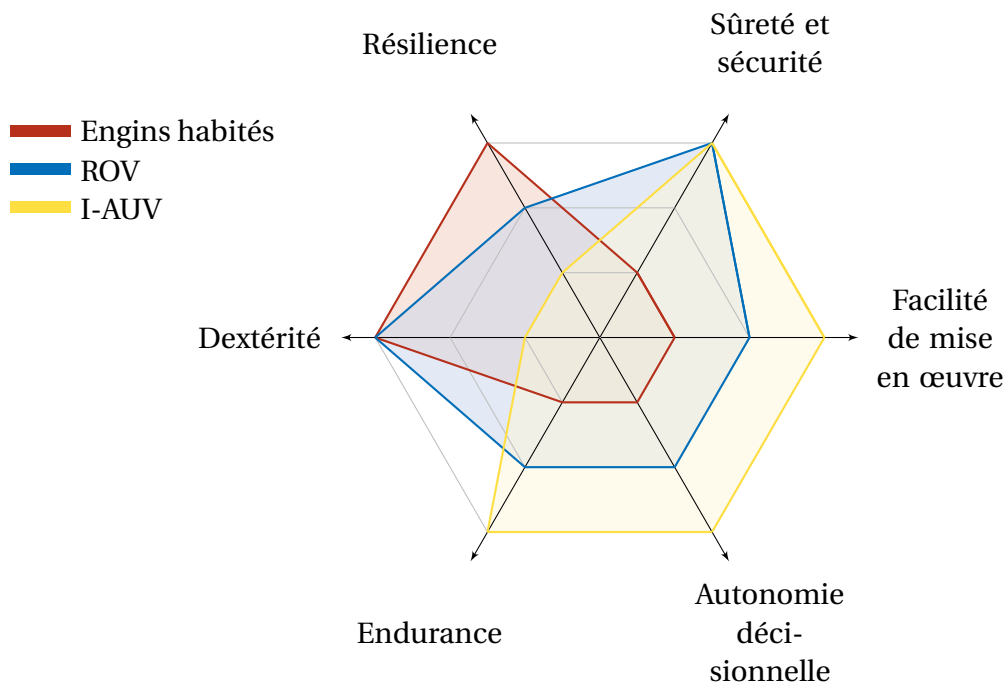 Résilience
Sûreté et
sécurité
Engins habités
ROV
I-AUV
Dextérité
Facilité
de mise
en œuvre
Endurance
Autonomie
déci-
sionnelle